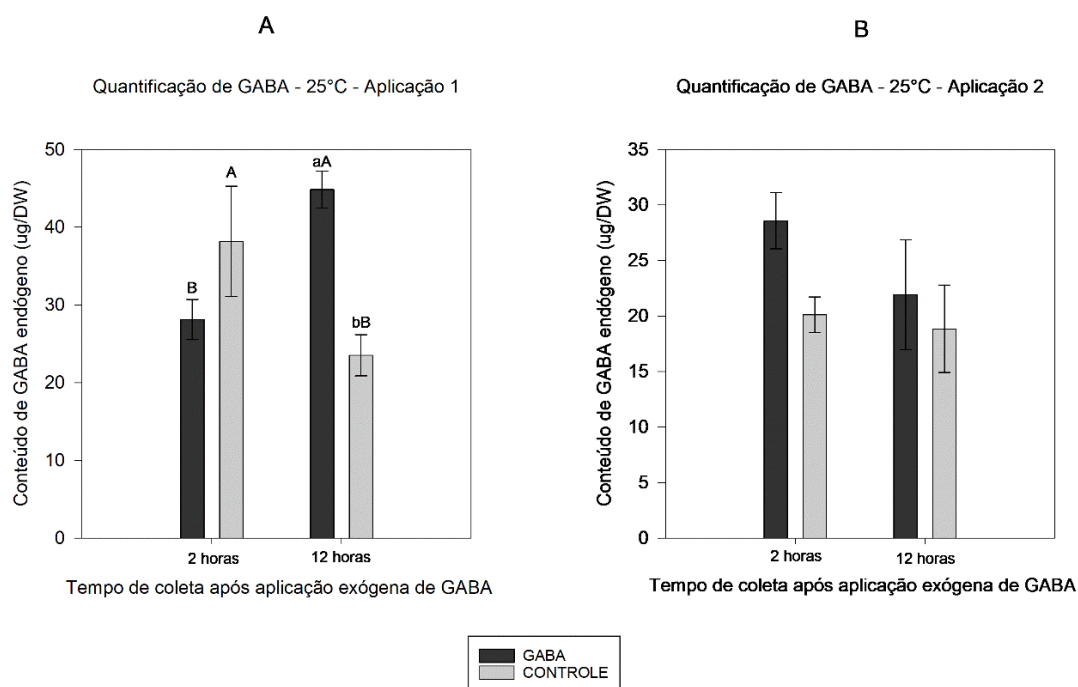 A
Quantificação de GABA - 25°C - Aplicação 1
Conteúdo de GABA endógeno (ug/DW)
50
40
30
20
10
0
B
A
aA
bB
2 horas
12 horas
Tempo de coleta após aplicação exógena de GABA
B
Quantificação de GABA - 25°C - Aplicação 2
Conteúdo de GABA endógeno (ug/DW)
35
30
25
20
15
10
5
0
2 horas
12 horas
Tempo de coleta após aplicação exógena de GABA
GABA
CONTROLE